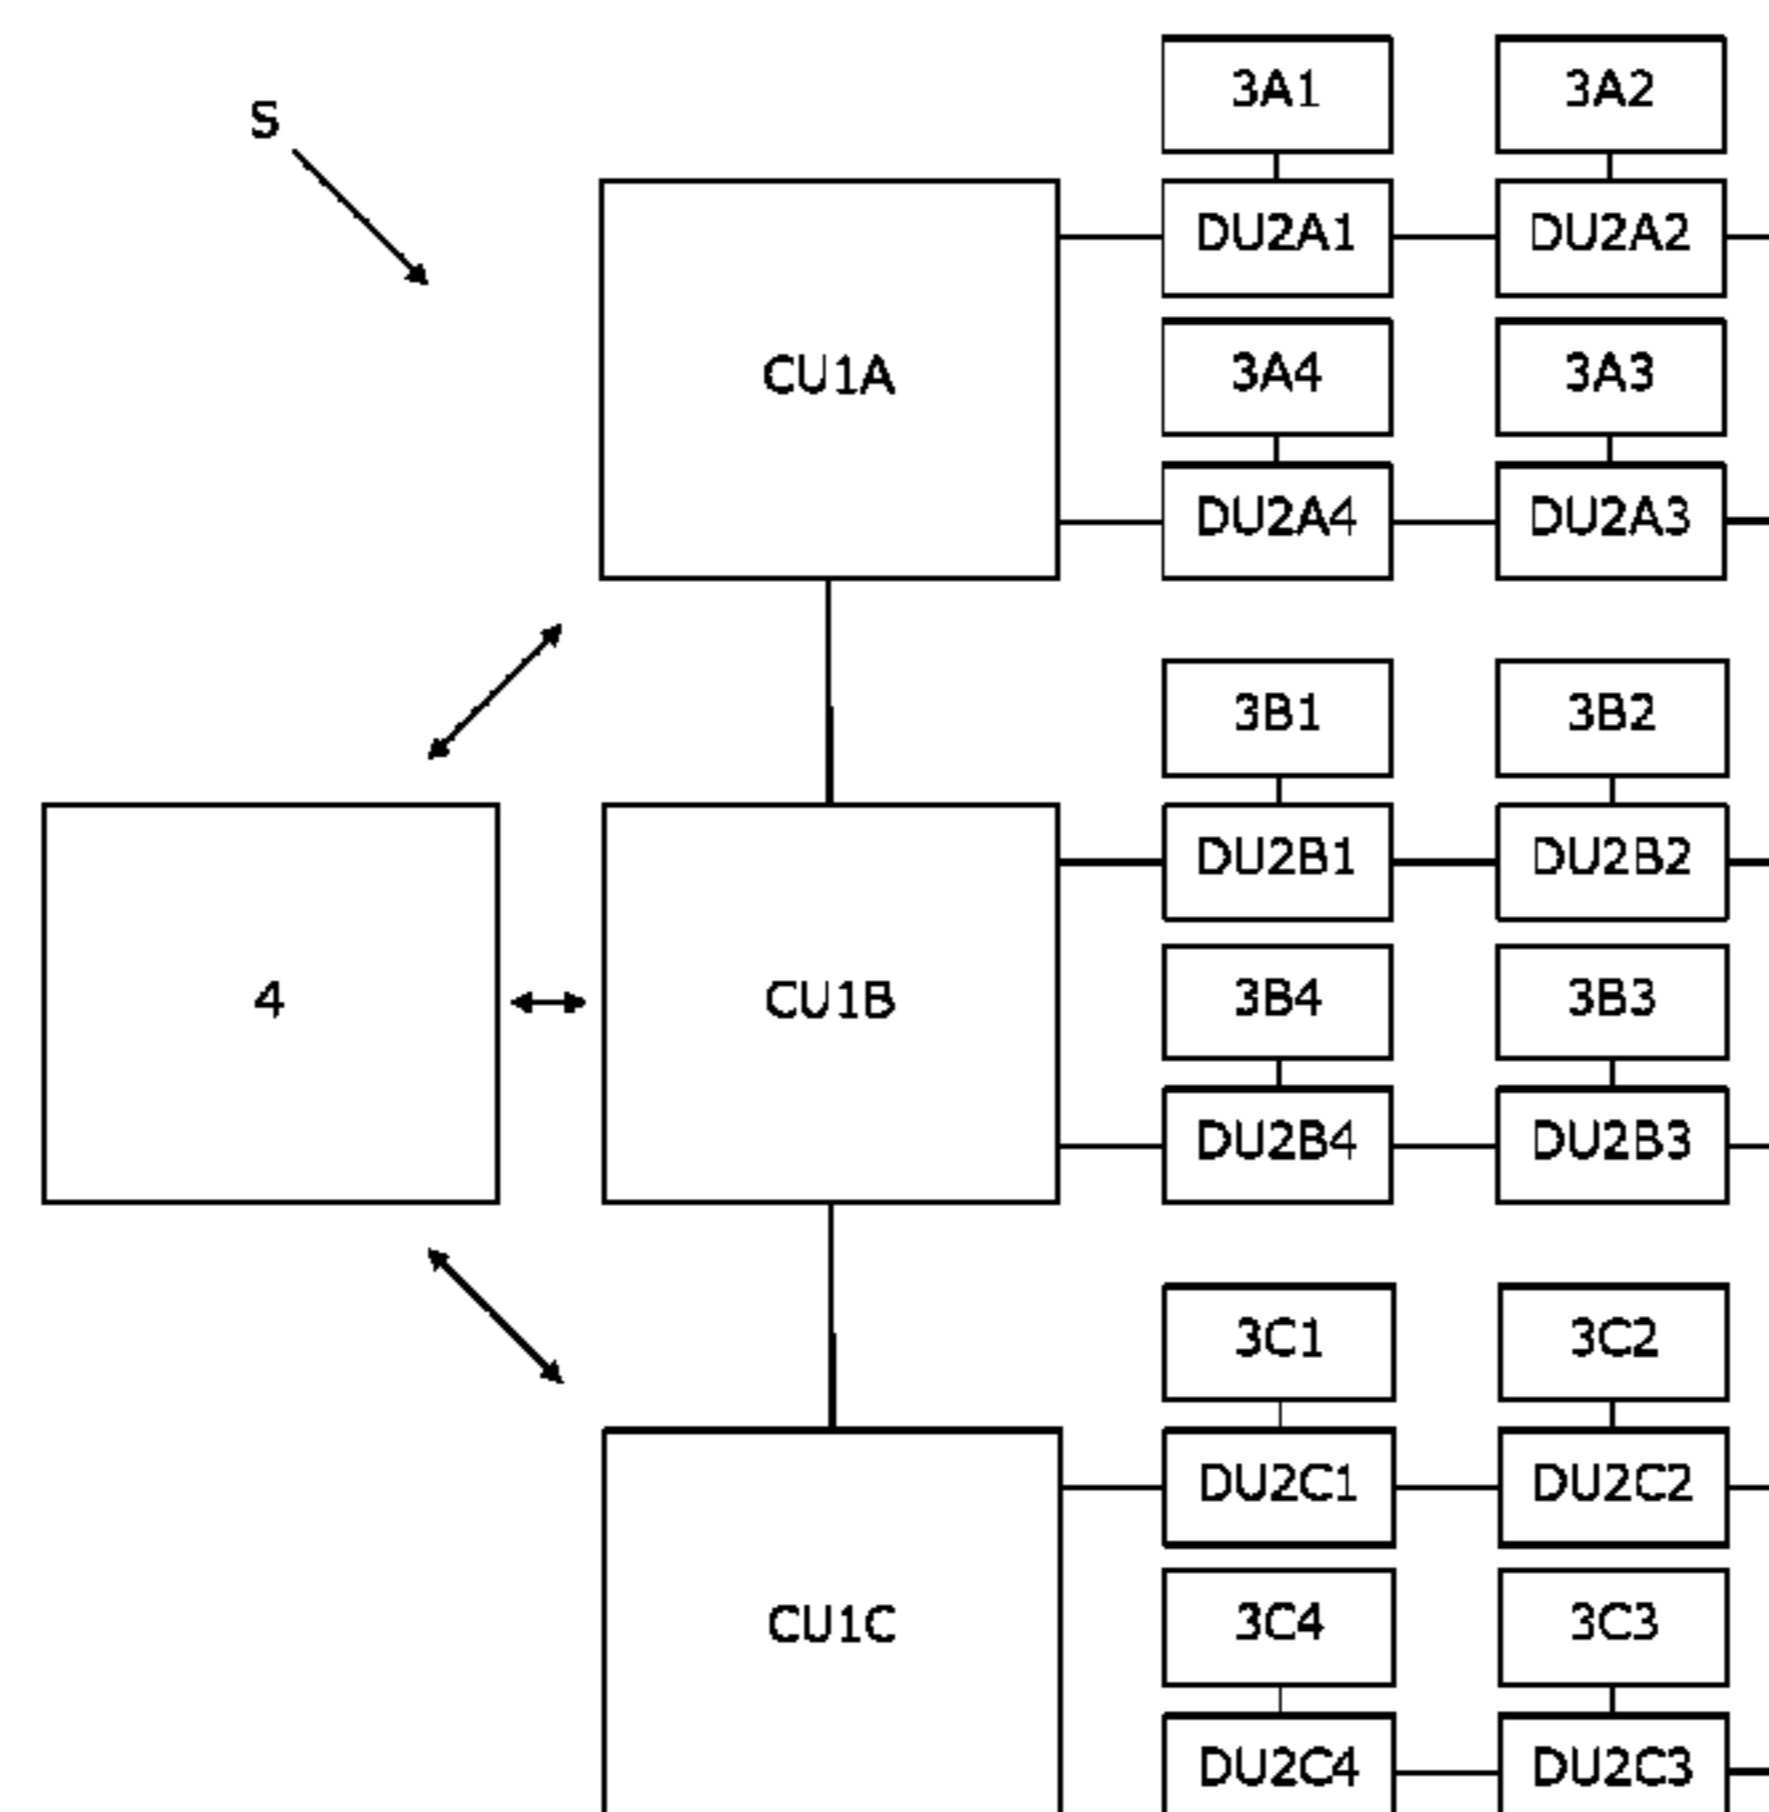 3A1 3A2
S
DU2A1 DU2A2
CU1A 3A4 3A3
DU2A4 DU2A3
3B1 3B2
DU2B1 DU2B2
4 CU1B 3B4 3B3
DU2B4 DU2B3
3C1 3C2
DU2C1 DU2C2
CU1C 3C4 3C3
DU2C4 DU2C3